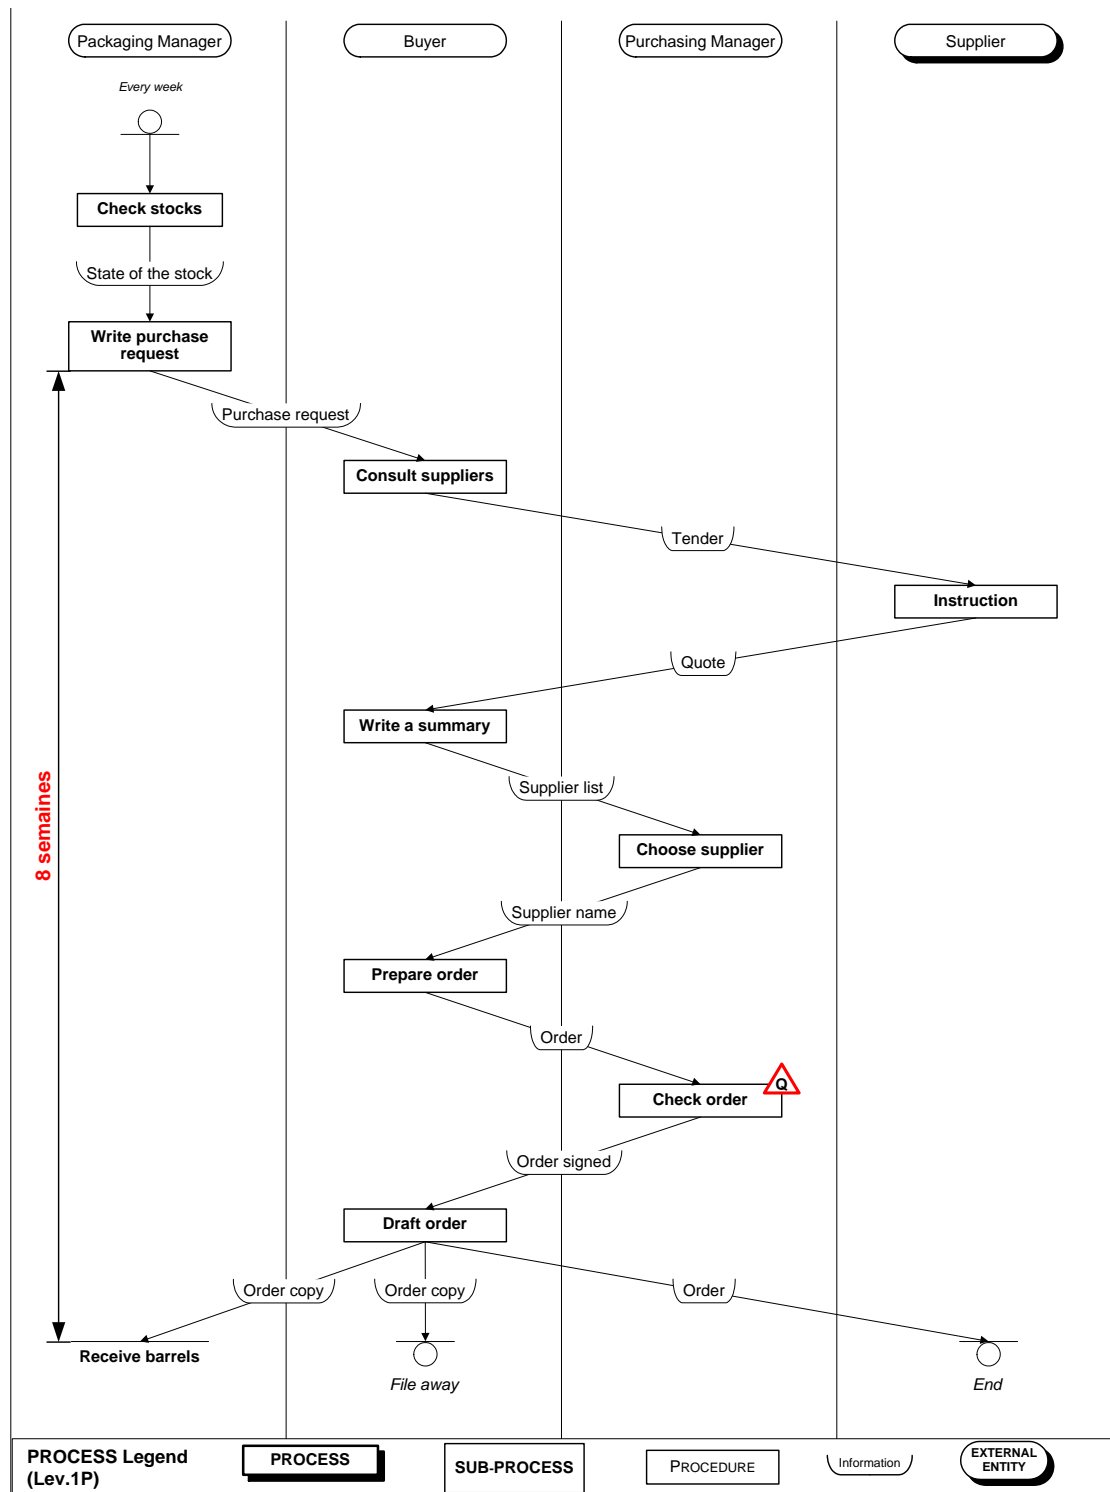 Packaging Manager
Buyer
Purchasing Manager
Supplier
Every week
Check stocks
State of the stock
Write purchase
request
Purchase request
Consult suppliers
Tender
Instruction
Quote
Write a summary
8 semaines
Supplier list
Choose supplier
Supplier name
Prepare order
Order
Q
Check order
Order signed
Draft order
Order copy
Order copy
Order
Receive barrels
File away
End
PROCESS Legend
(Lev.1P)
PROCESS
SUB-PROCESS
PROCEDURE
Information
EXTERNAL
ENTITY